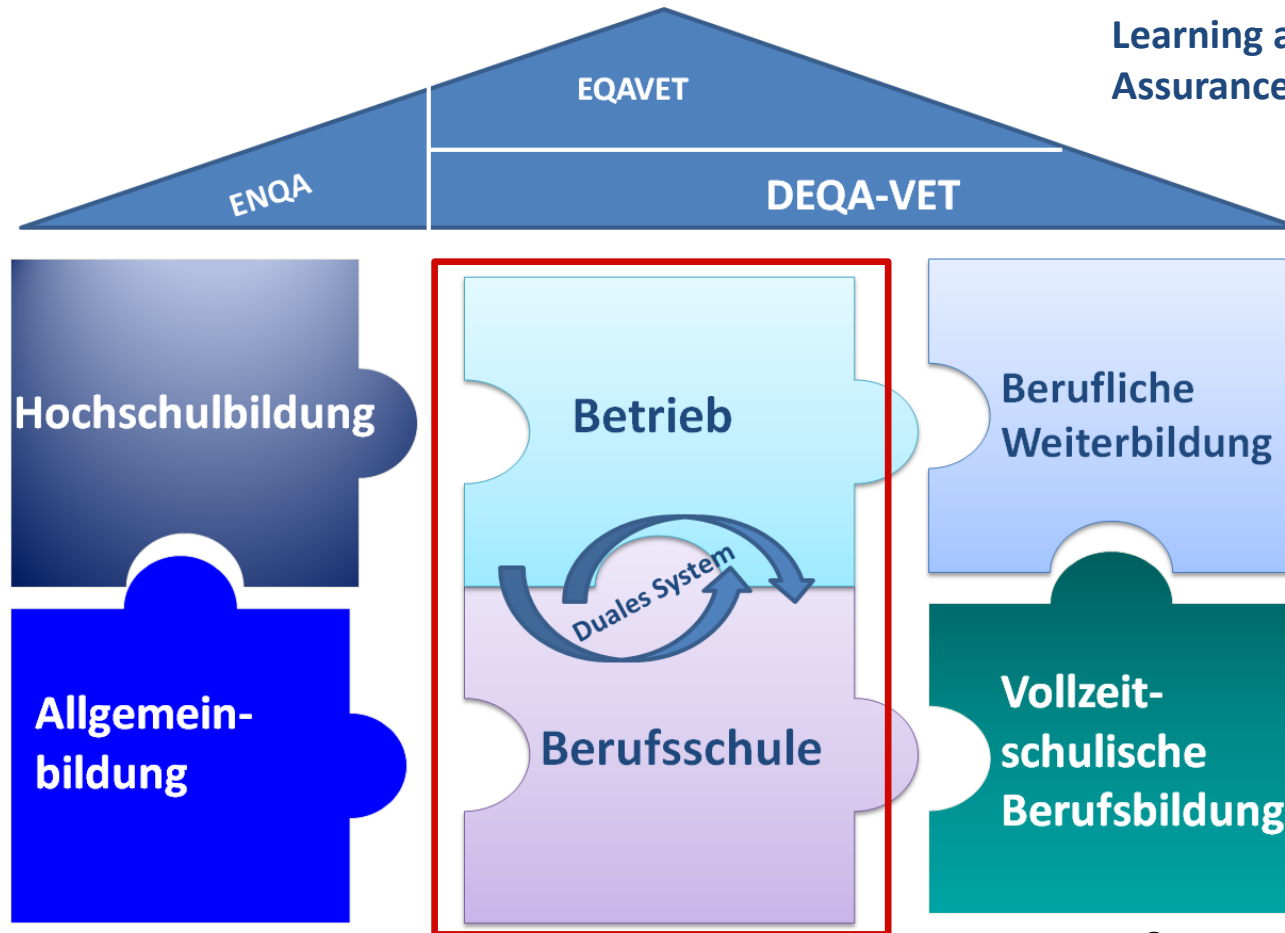 Learning a
Assurance
EQAVET
ENQA
DEQA-VET
Hochschulbildung
Betrieb
Berufliche
Weiterbildung
Duales System
Allgemein-
bildung
Berufsschule
Vollzeit-
schulische
Berufsbildung